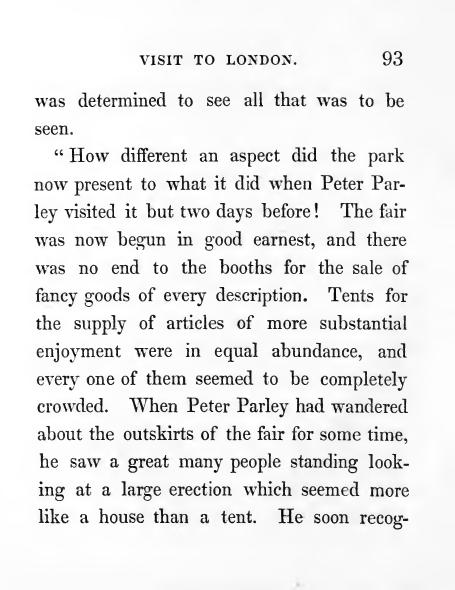 VISIT TO LONDON. 93
was determined to see all that was to be
seen.
“ How different an aspect did the park
now present to what it did when Peter Par-
ley visited it but two days before! The fair
was now begun in good earnest, and there
was no end to the booths for the sale of
fancy goods of every description. Tents for
the supply of articles of more substantial
enjoyment were in equal abundance, and
every one of them seemed to be completely
crowded. When Peter Parley had wandered
about the outskirts of the fair for some time,
he saw a great many people standing look-
ing at a large erection which seemed more
like a house than a tent. He soon recog-